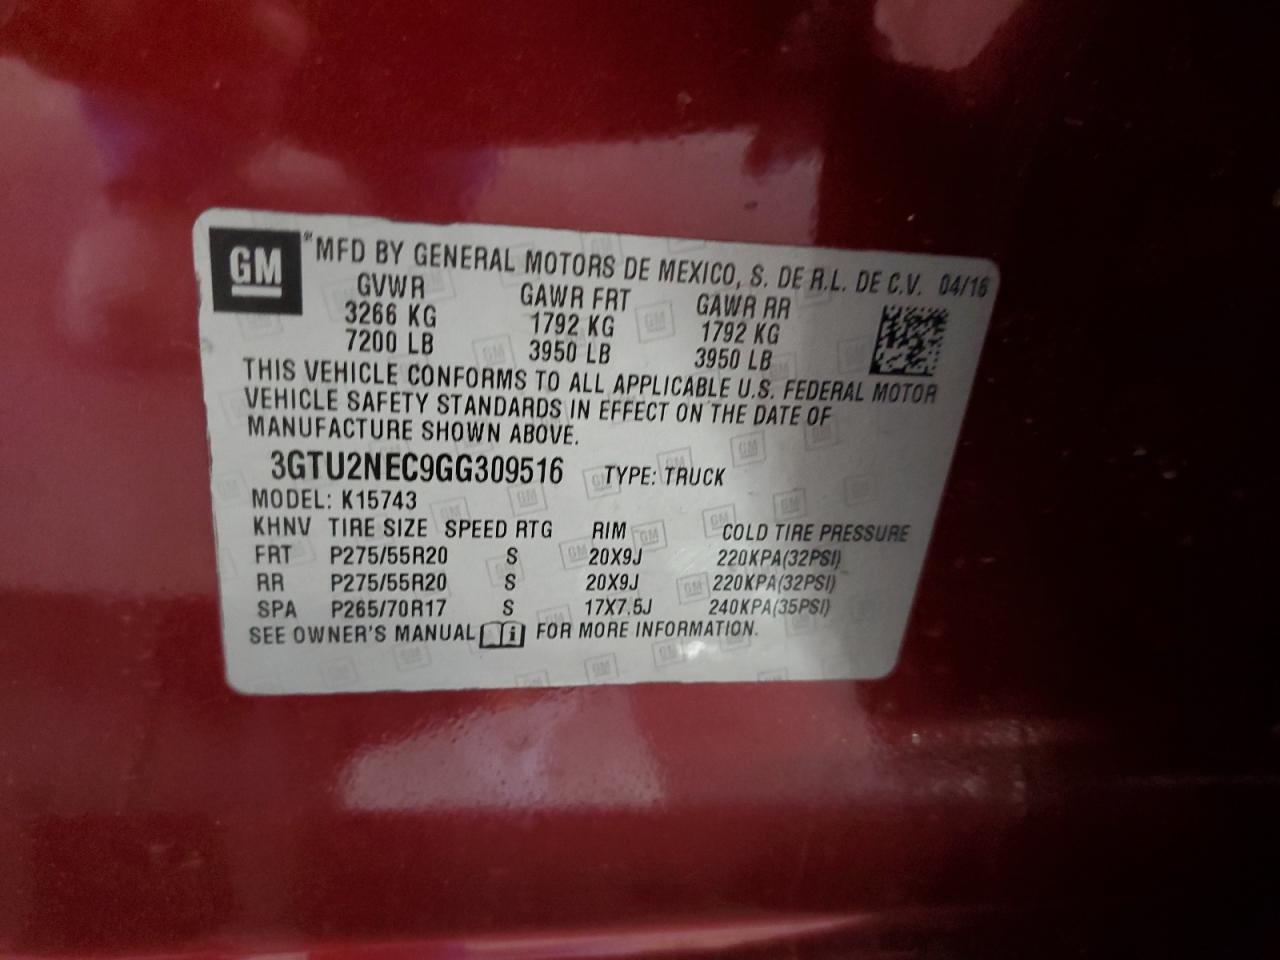 GM
MFD BY GENERAL MOTORS DE MEXICO, S. DE R.L. DE C.V. 04/16
GVWR GAWR FRT GAWR RR
3266 KG 1792 KG 1792 KG
7200 LB 3950 LB 3950 LB
THIS VEHICLE CONFORMS TO ALL APPLICABLE U.S. FEDERAL MOTOR
VEHICLE SAFETY STANDARDS IN EFFECT ON THE DATE OF
MANUFACTURE SHOWN ABOVE.
3GTU2NEC9GG309516 TYPE: TRUCK
MODEL: K15743
KHNV TIRE SIZE SPEED RTG RIM COLD TIRE PRESSURE
FRT P275/55R20 S 20X9J 220KPA(32PSI)
RR P275/55R20 S 20X9J 220KPA(32PSI)
SPA P265/70R17 S 17X7.5J 240KPA(35PSI)
SEE OWNER'S MANUAL i FOR MORE INFORMATION.